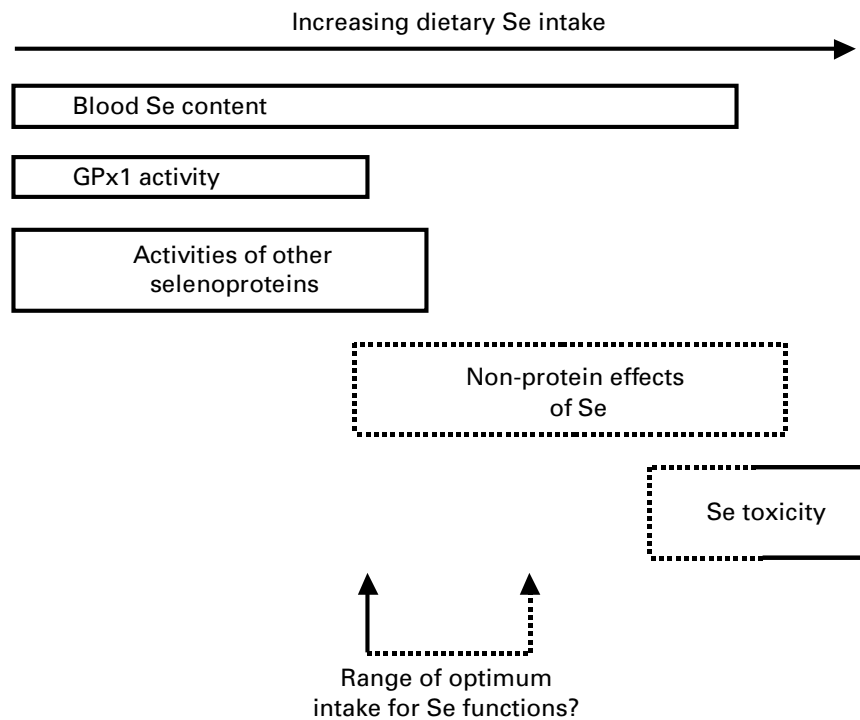 Increasing dietary Se intake
Blood Se content
GPx1 activity
Activities of other
selenoproteins
Non-protein effects
of Se
Se toxicity
Range of optimum
intake for Se functions?